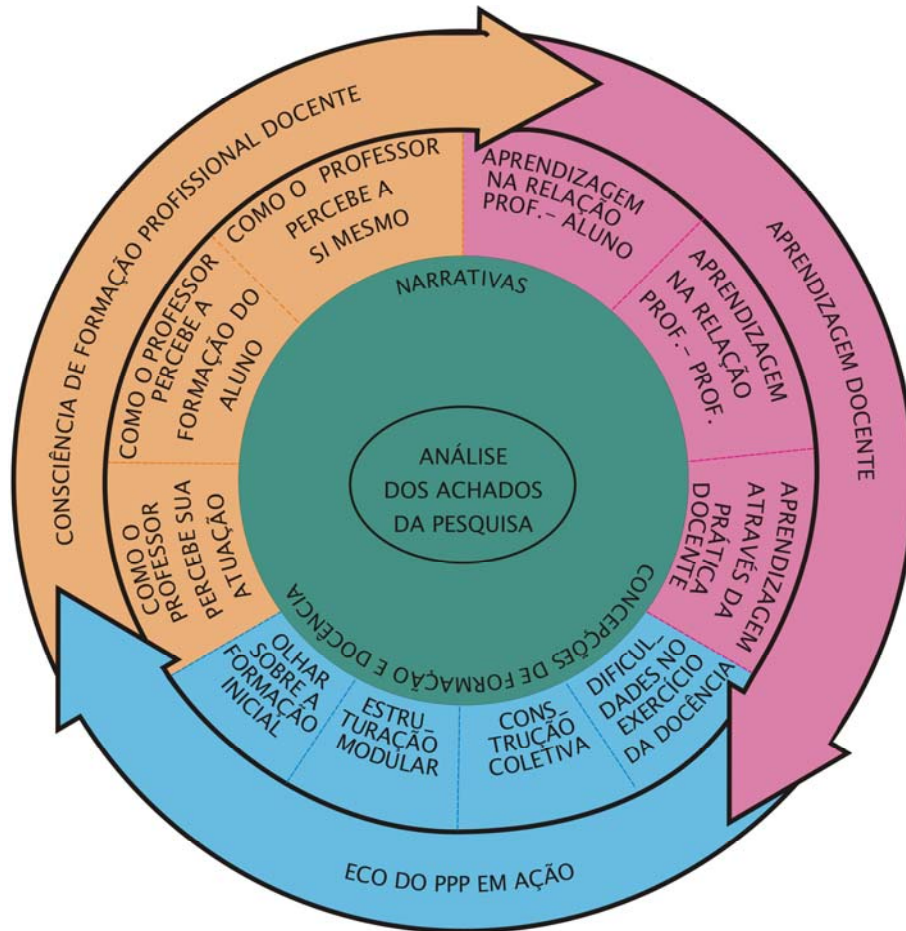 CONSCIÊNCIA DE FORMAÇÃO PROFISSIONAL DOCENTE
COMO O PROFESSOR
PERCEBE A
SI MESMO
COMO O PROFESSOR
PERCEBE A
FORMAÇÃO DO
ALUNO
COMO O
PROFESSOR
PERCEBE SUA
ATUAÇÃO
APRENDIZAGEM DOCENTE
APRENDIZAGEM
NA RELAÇÃO
PROF. – ALUNO
APRENDIZAGEM
NA RELAÇÃO
PROF. – PROF.
APRENDIZAGEM
ATRAVÉS DA
PRÁTICA
DOCENTE
NARRATIVAS
ANÁLISE
DOS ACHADOS
DA PESQUISA
CONCEPÇÕES DE FORMAÇÃO E DOCÊNCIA
OLHAR
SOBRE A
FORMAÇÃO
INICIAL
ESTRU_
TURAÇÃO
MODULAR
CONS_
TRUÇÃO
COLETIVA
DIFICUL_
DADES NO
EXERCÍCIO
DA DOCÊNCIA
ECO DO PPP EM AÇÃO